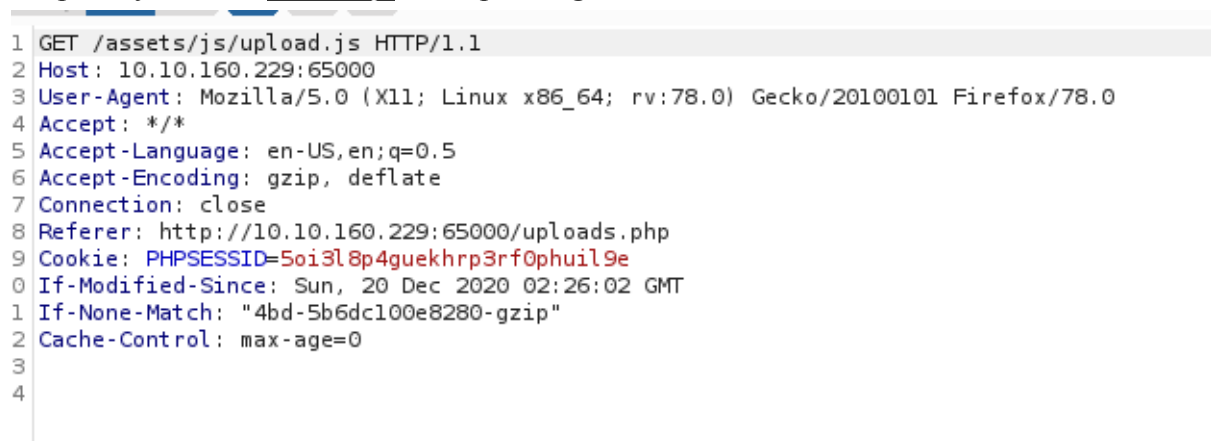 1 GET /assets/js/upload.js HTTP/1.1
2 Host: 10.10.160.229:65000
3 User-Agent: Mozilla/5.0 (X11; Linux x86_64; rv:78.0) Gecko/20100101 Firefox/78.0
4 Accept: */*
5 Accept-Language: en-US,en;q=0.5
6 Accept-Encoding: gzip, deflate
7 Connection: close
8 Referer: http://10.10.160.229:65000/uploads.php
9 Cookie: PHPSESSID=5oi3l8p4guekhrp3rf0phuil9e
0 If-Modified-Since: Sun, 20 Dec 2020 02:26:02 GMT
1 If-None-Match: "4bd-5b6dc100e8280-gzip"
2 Cache-Control: max-age=0
3
4